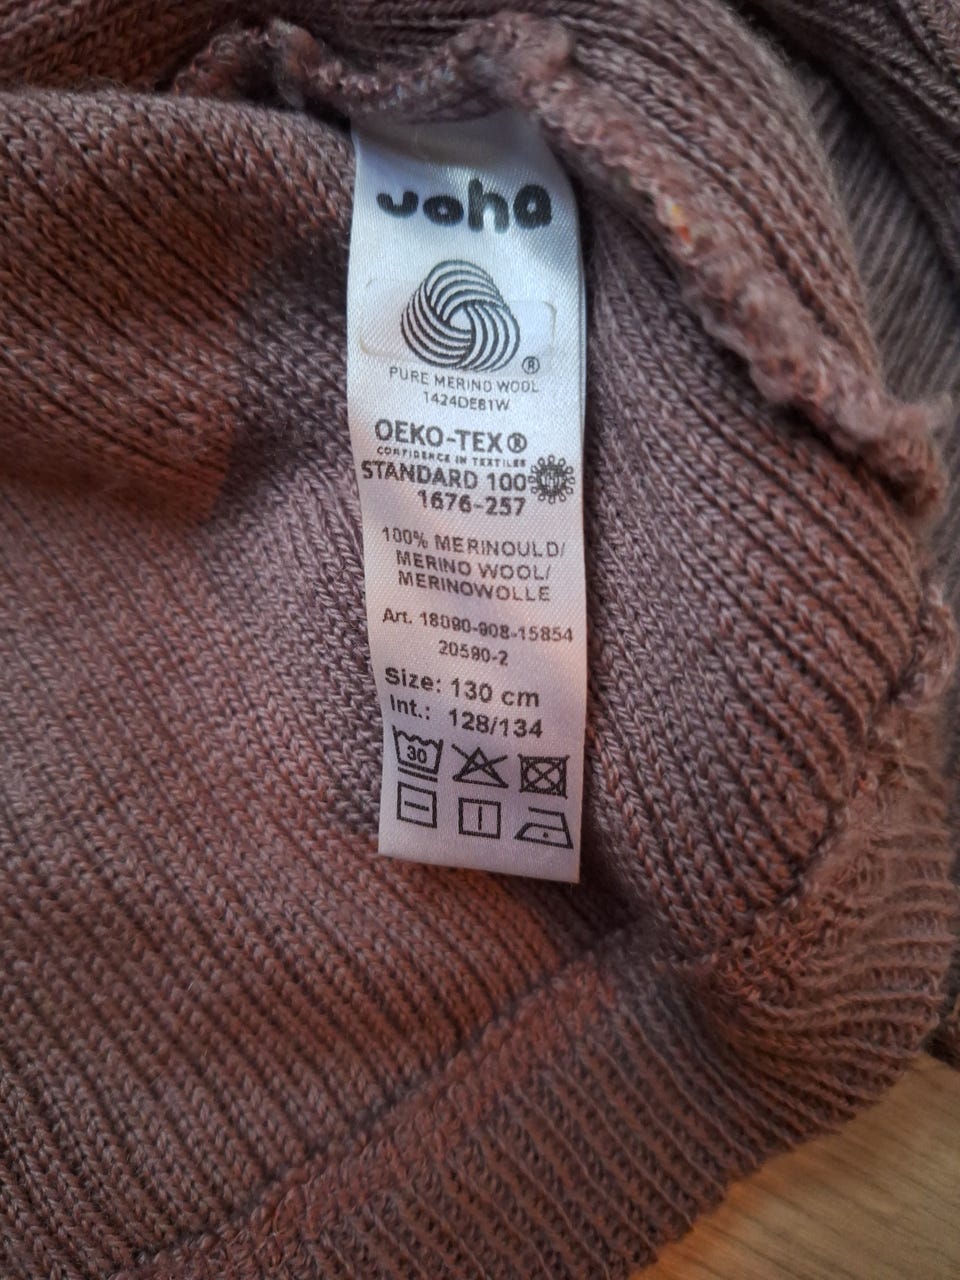 joha
®
PURE MERINO WOOL
1424DE81W
OEKO-TEX®
CONFIDENCE IN TEXTILES
STANDARD 100
1676-257
100% MERINOULD/
MERINO WOOL/
MERINOWOLLE
Art. 18090-908-15854
20590-2
Size: 130 cm
Int.: 128/134
30